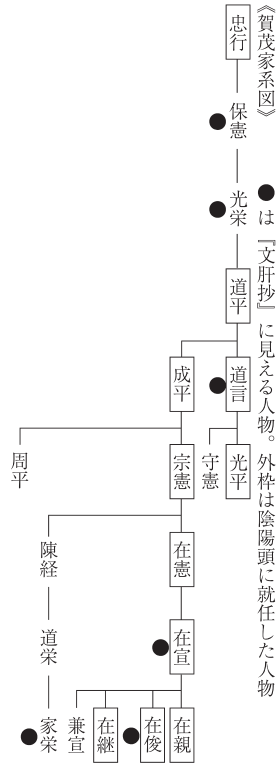 《賀茂家系図》
●は『文肝抄』に見える人物。外枠は陰陽頭に就任した人物
忠行
保憲
光栄
道平
道言
光平
守憲
成平
宗憲
周平
在憲
在宣
在親
在俊
在継
兼宣
陳経
道栄
家栄